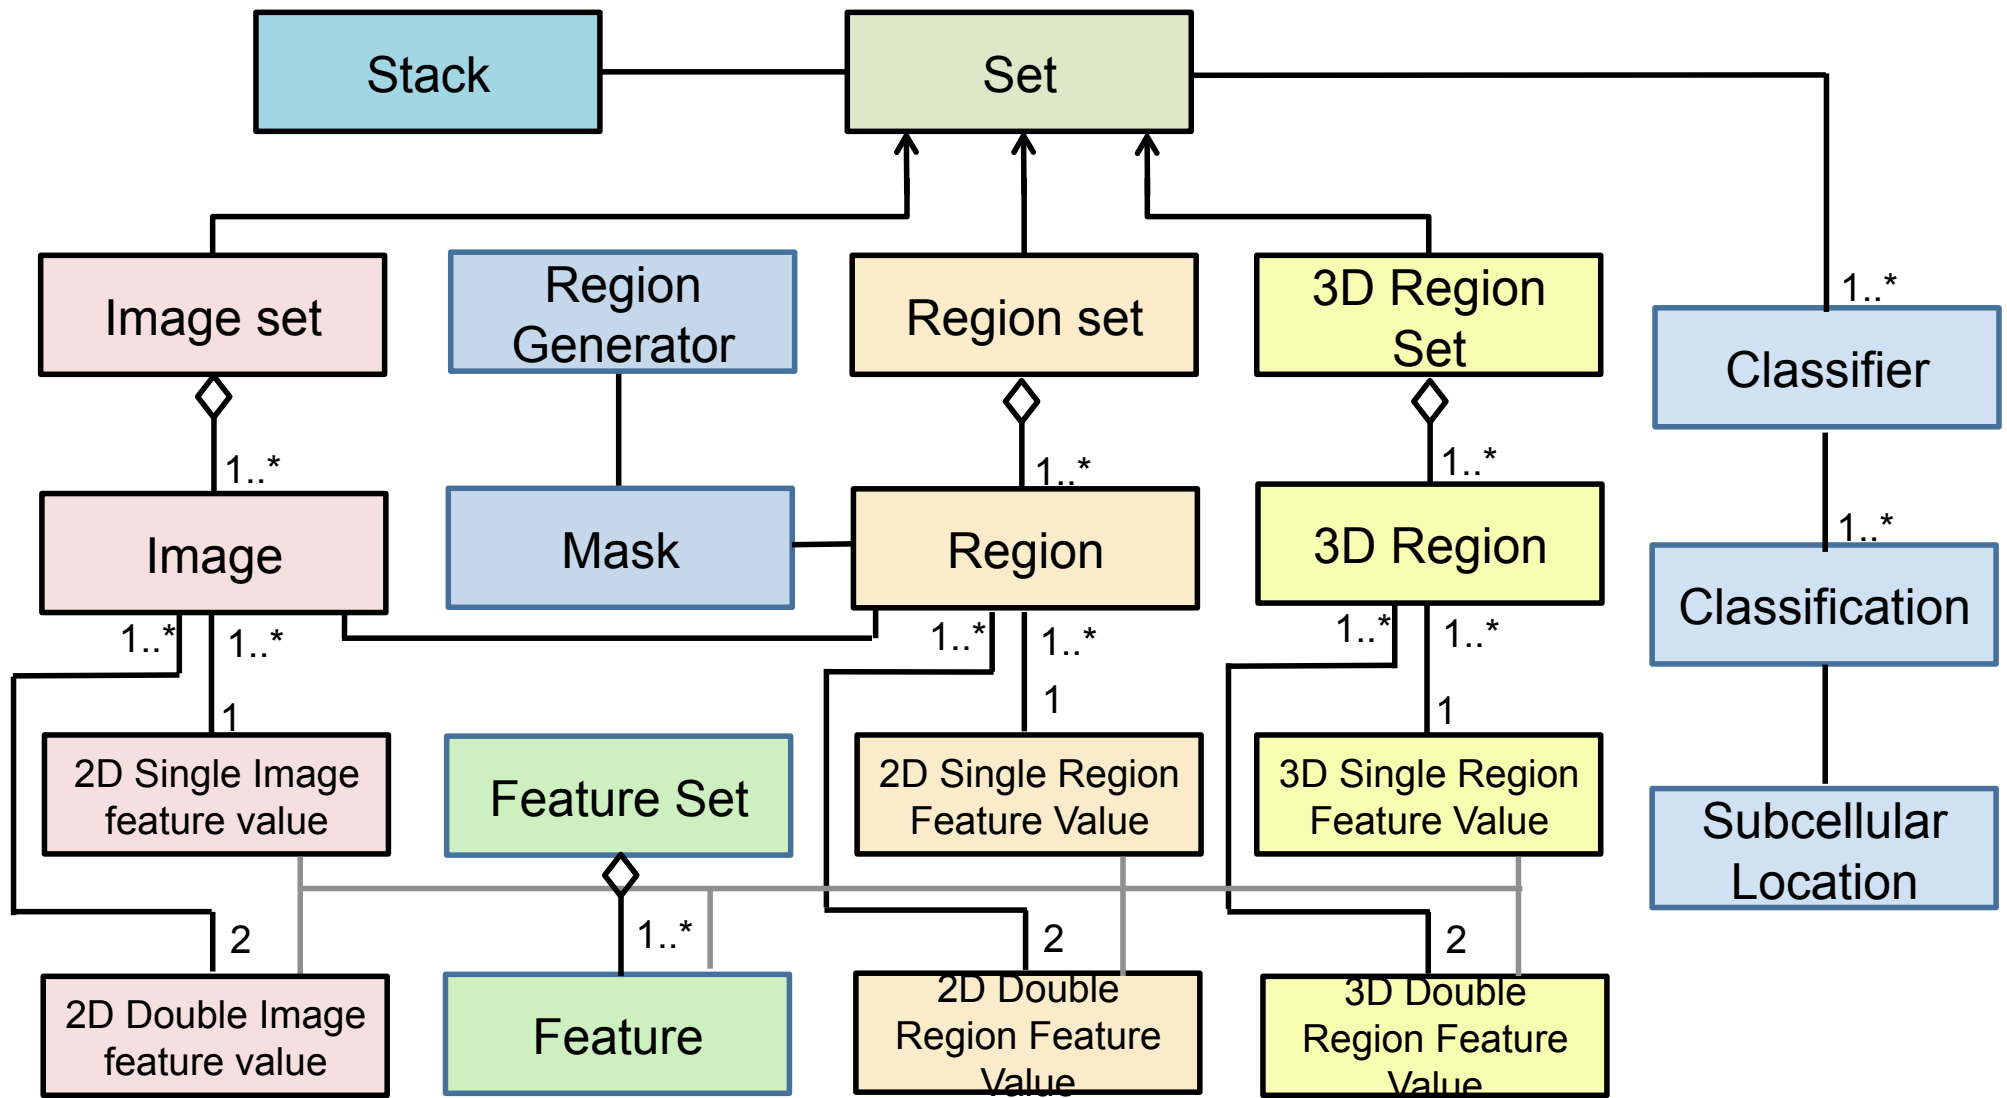 Stack
Set
Image set
Region
Generator
Region set
3D Region
Set
1..*
Classifier
1..*
1..*
1..*
Image
Mask
Region
3D Region
1..*
Classification
1..*
1..*
1..*
1..*
1..*
1..*
1
1
1
2D Single Image
feature value
Feature Set
2D Single Region
Feature Value
3D Single Region
Feature Value
Subcellular
Location
2
1..*
2
2
2D Double Image
feature value
Feature
2D Double
Region Feature
Value
3D Double
Region Feature
Value